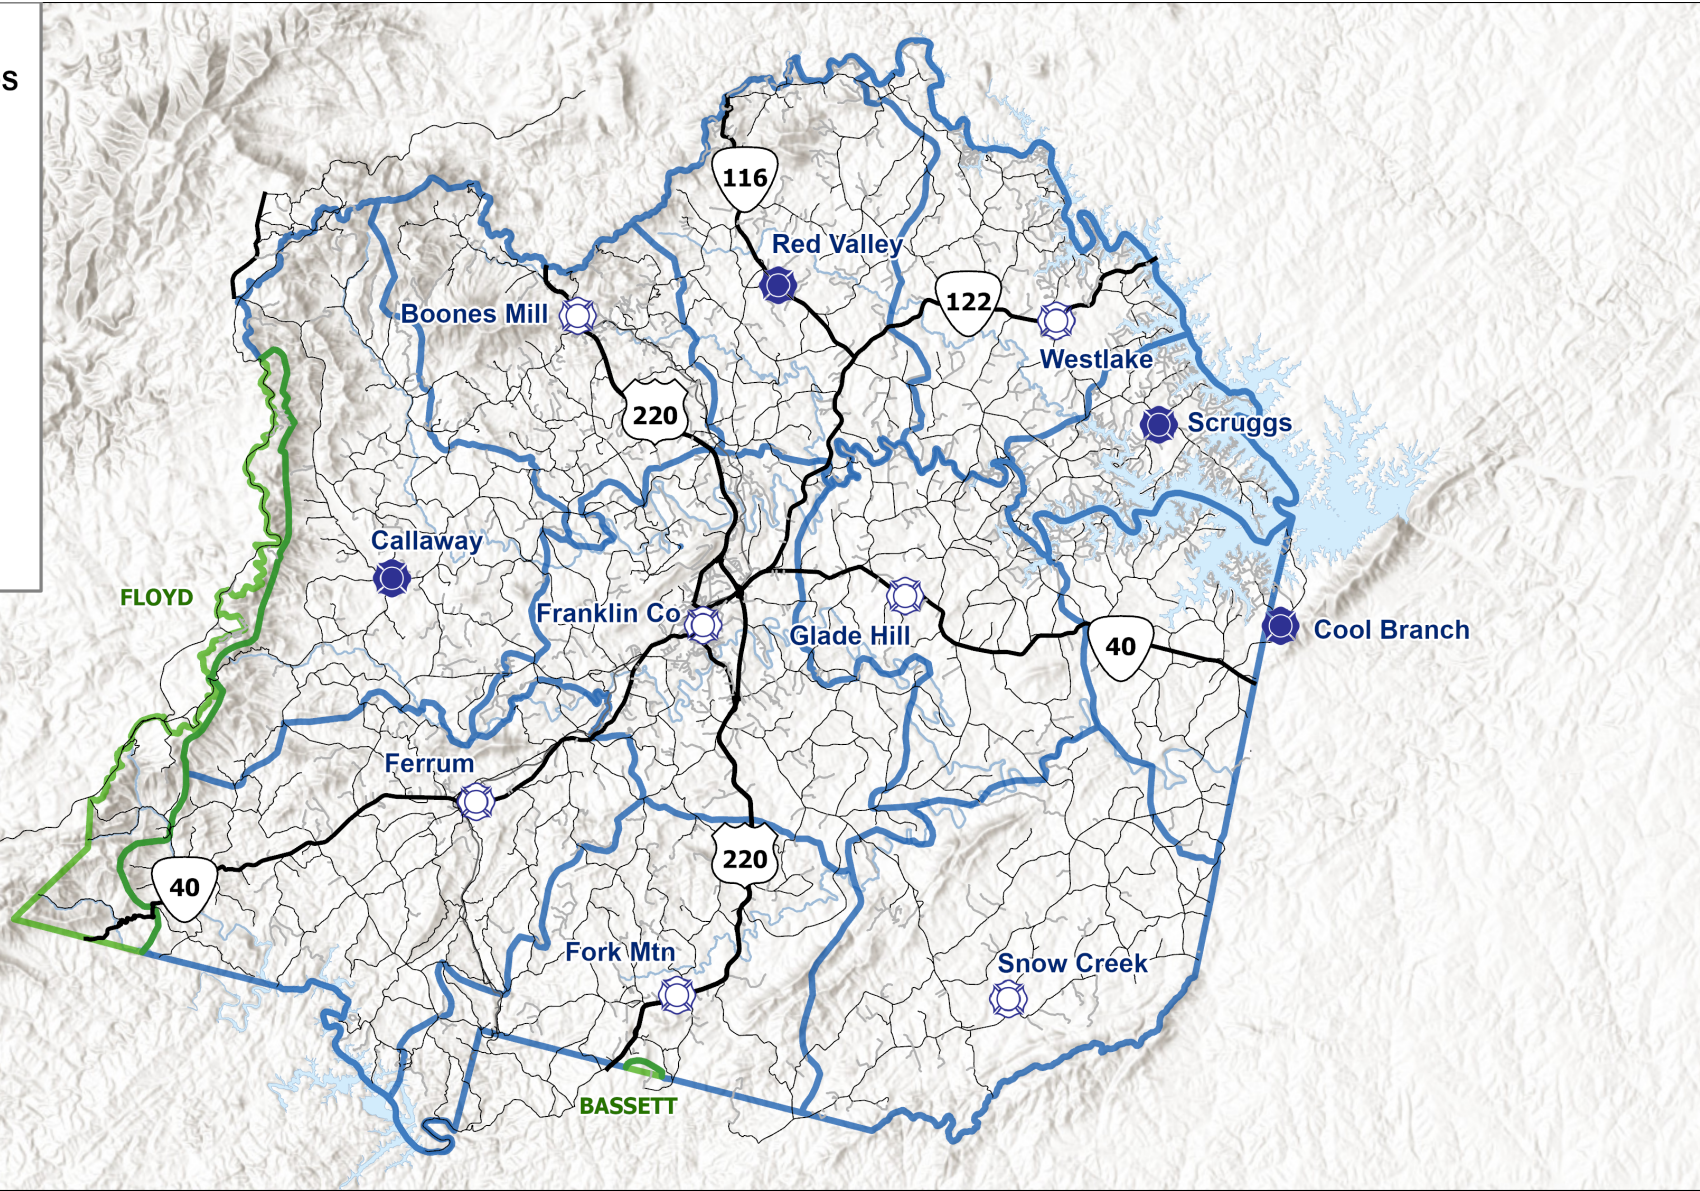 S
116
Red Valley
122
Boones Mill
Westlake
220
Scruggs
Callaway
FLOYD
Franklin Co
Glade Hill
Cool Branch
40
Ferrum
220
40
Fork Mtn
Snow Creek
BASSETT